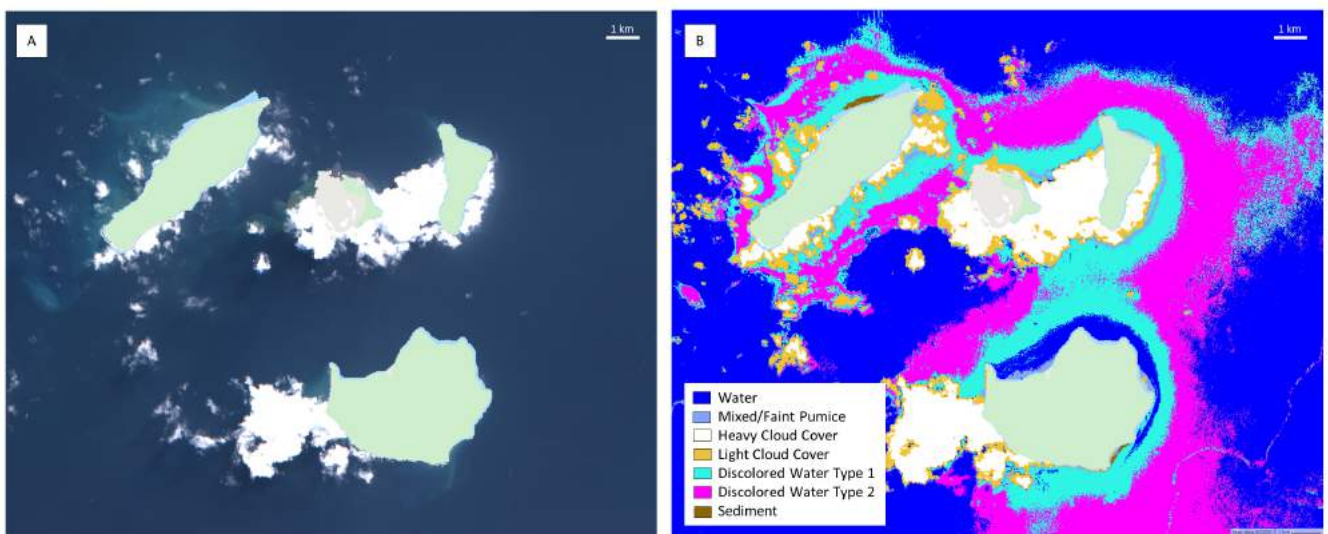 A
1 km
B
1 km
Water
Mixed/Faint Pumice
Heavy Cloud Cover
Light Cloud Cover
Discolored Water Type 1
Discolored Water Type 2
Sediment